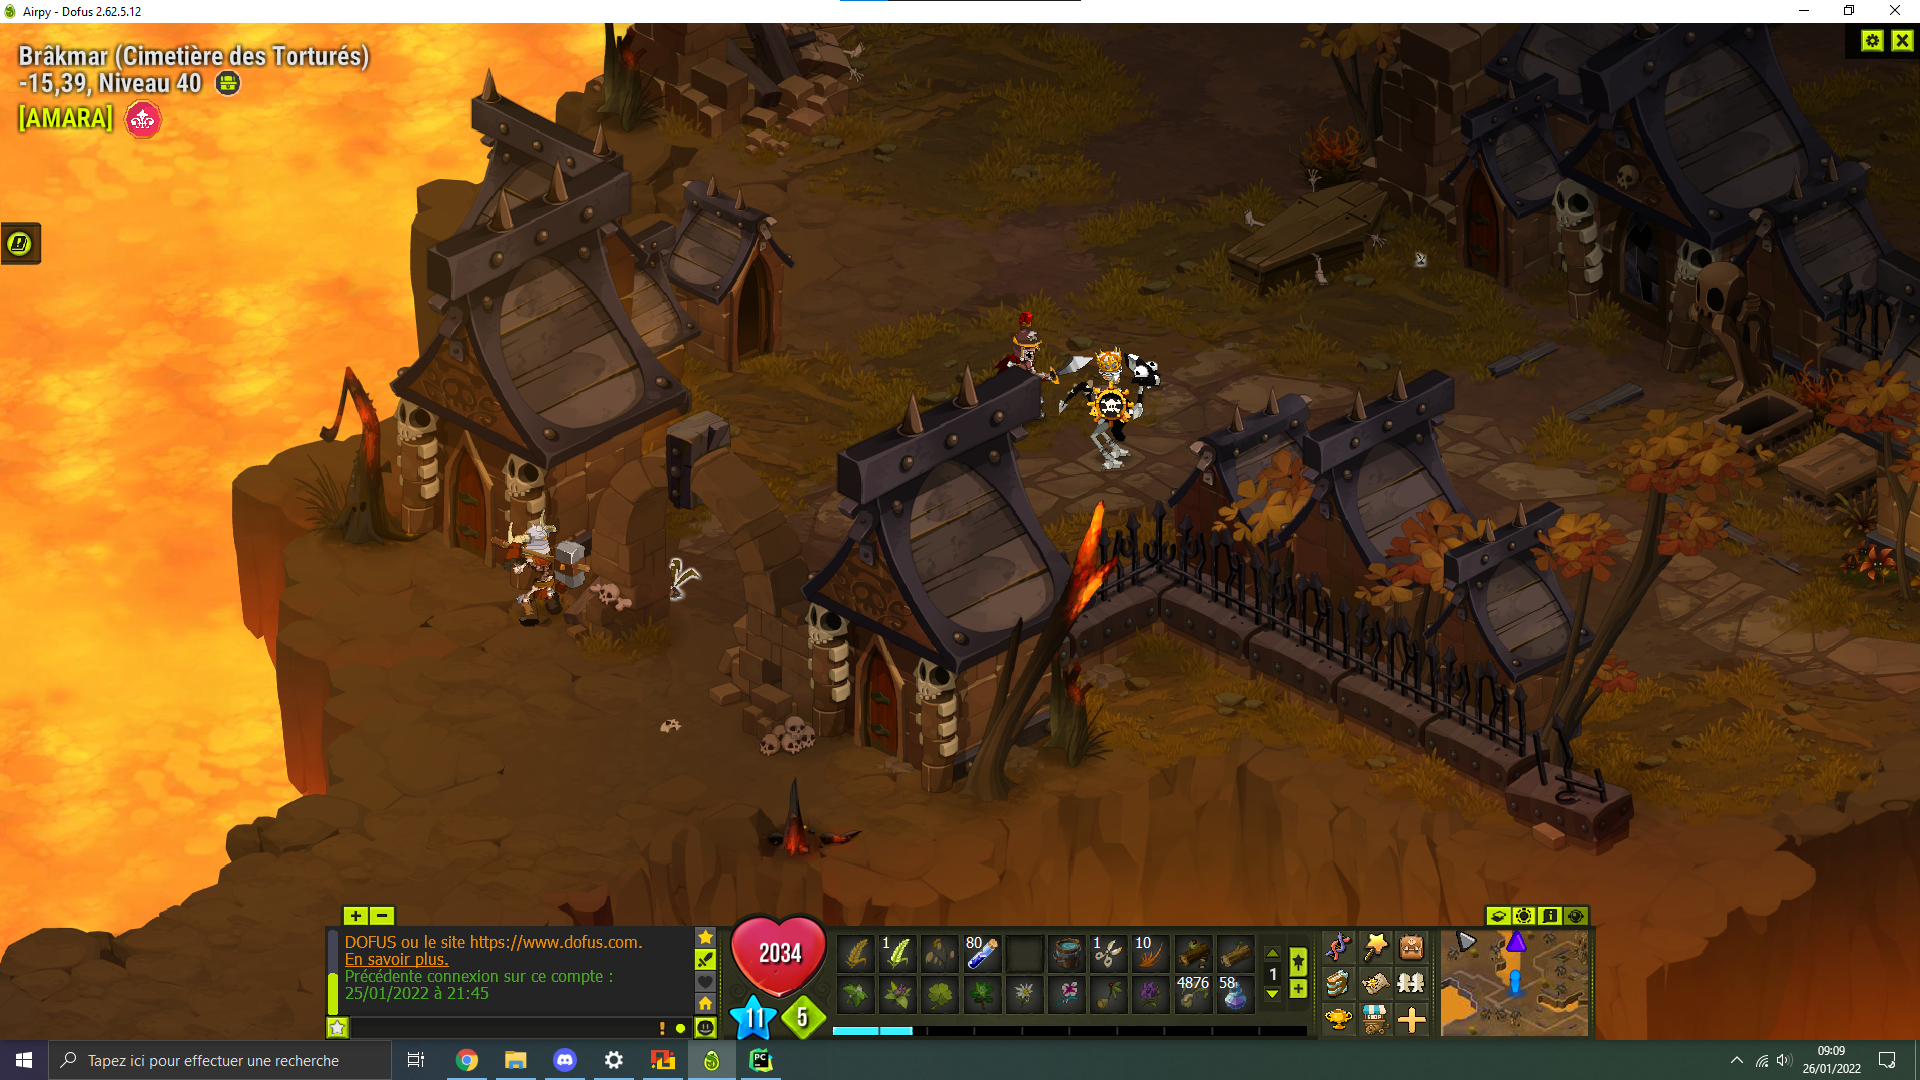 Airpy - Dofus 2.62.5.12
Brâkmar (Cimetière des Torturés)
-15,39, Niveau 40
[AMARA]
DOFUS ou le site https://www.dofus.com.
En savoir plus.
Précédente connexion sur ce compte :
25/01/2022 à 21:45
2034
11
5
1
80
1
10
4876
58
1
SHOP
Tapez ici pour effectuer une recherche
PC
09:09
26/01/2022